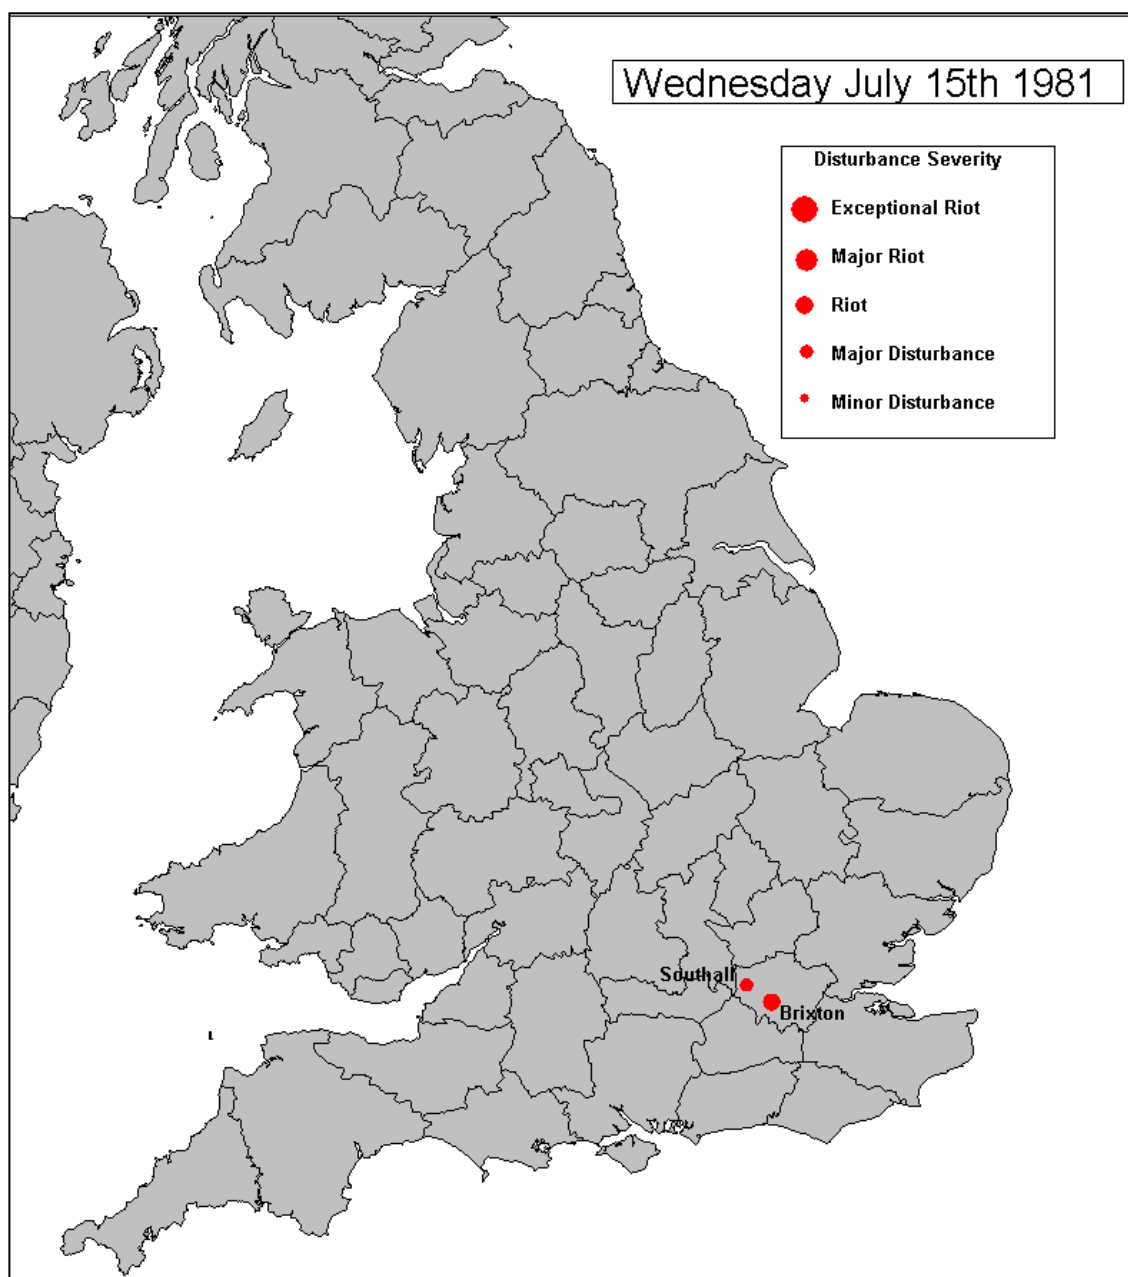 Wednesday July 15th 1981
Disturbance Severity
Exceptional Riot
Major Riot
Riot
Major Disturbance
Minor Disturbance
Southall
Brixton